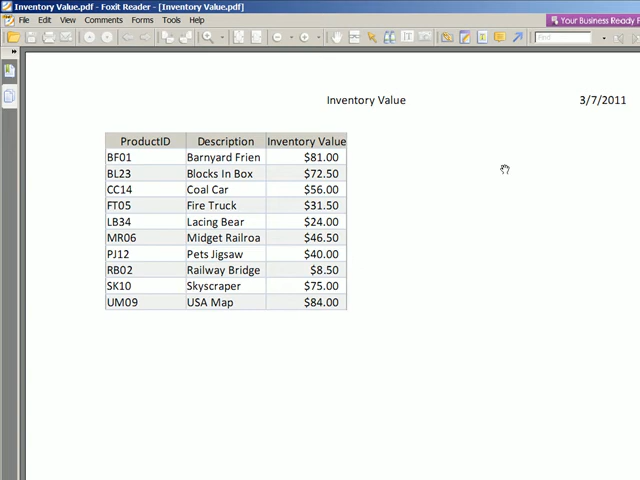 Inventory Value.pdf - Foxit Reader - [Inventory Value.pdf]
File Edit View Comments Forms Tools Help
Your Business Ready
Find
Inventory Value 3/7/2011
ProductID Description Inventory Value
BF01 Barnyard Frien $81.00
BL23 Blocks In Box $72.50
CC14 Coal Car $56.00
FT05 Fire Truck $31.50
LB34 Lacing Bear $24.00
MR06 Midget Railroa $46.50
PJ12 Pets Jigsaw $40.00
RB02 Railway Bridge $8.50
SK10 Skyscraper $75.00
UM09 USA Map $84.00